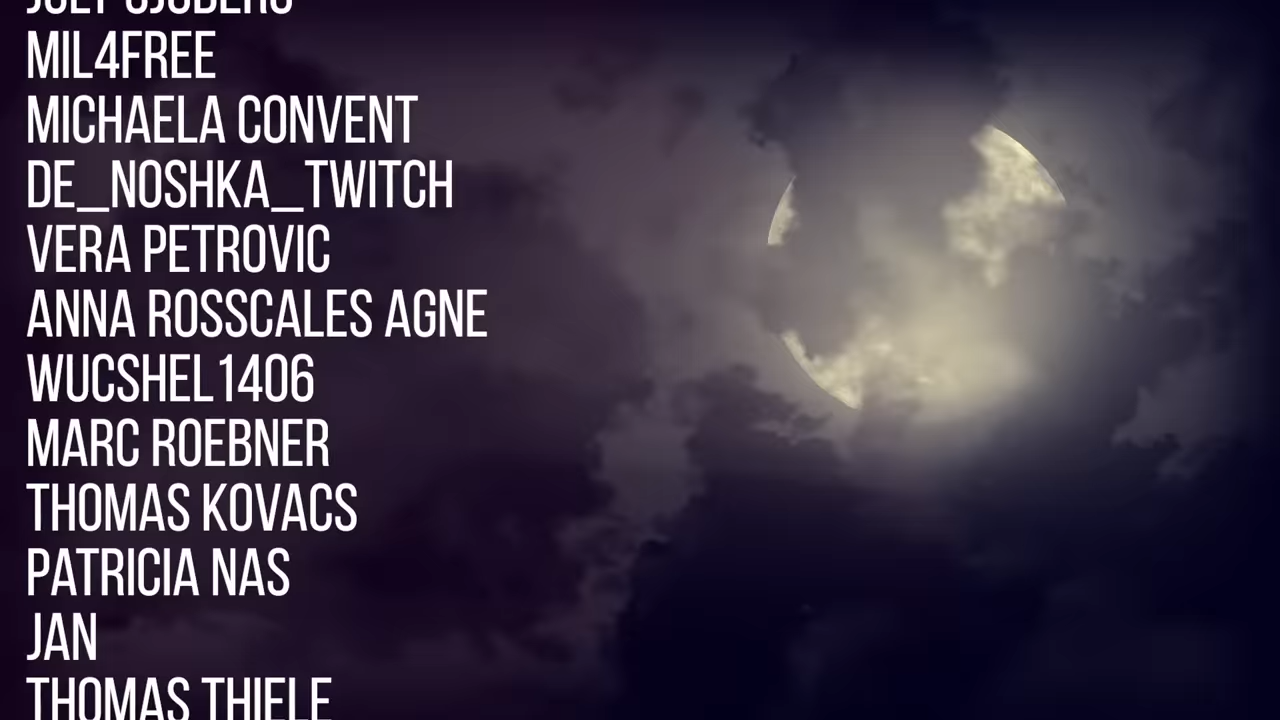 MIL4FREE
MICHAELA CONVENT
DE_NOSHKA_TWITCH
VERA PETROVIC
ANNA ROSSCALES AGNE
WUCSHEL1406
MARC ROEBNER
THOMAS KOVACS
PATRICIA NAS
JAN
THOMAS THIELE